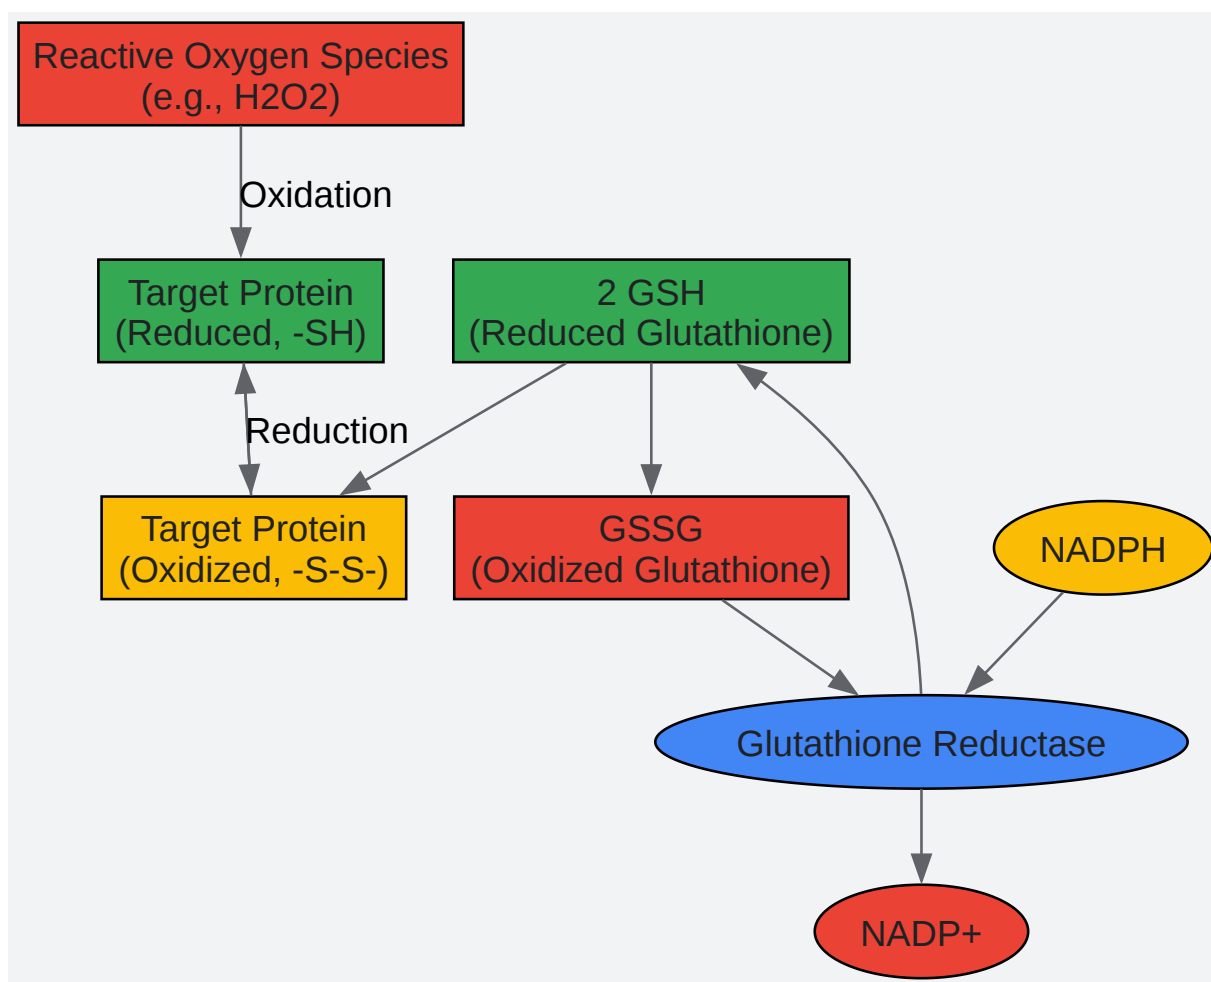 Reactive Oxygen Species
(e.g., H2O2)
Oxidation
Target Protein
(Reduced, -SH)
2 GSH
(Reduced Glutathione)
Reduction
Target Protein
(Oxidized, -S-S-)
GSSG
(Oxidized Glutathione)
NADPH
Glutathione Reductase
NADP+